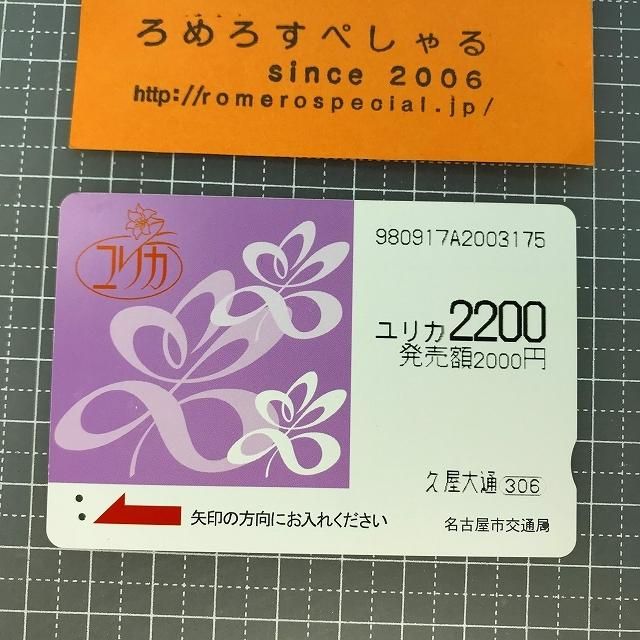 ろめろすぺしゃる
since 2006
http://romerospecial.jp/
ユリカ
980917A2003175
ユリカ2200
発売額2000円
久屋大通 306
矢印の方向にお入れください
名古屋市交通局